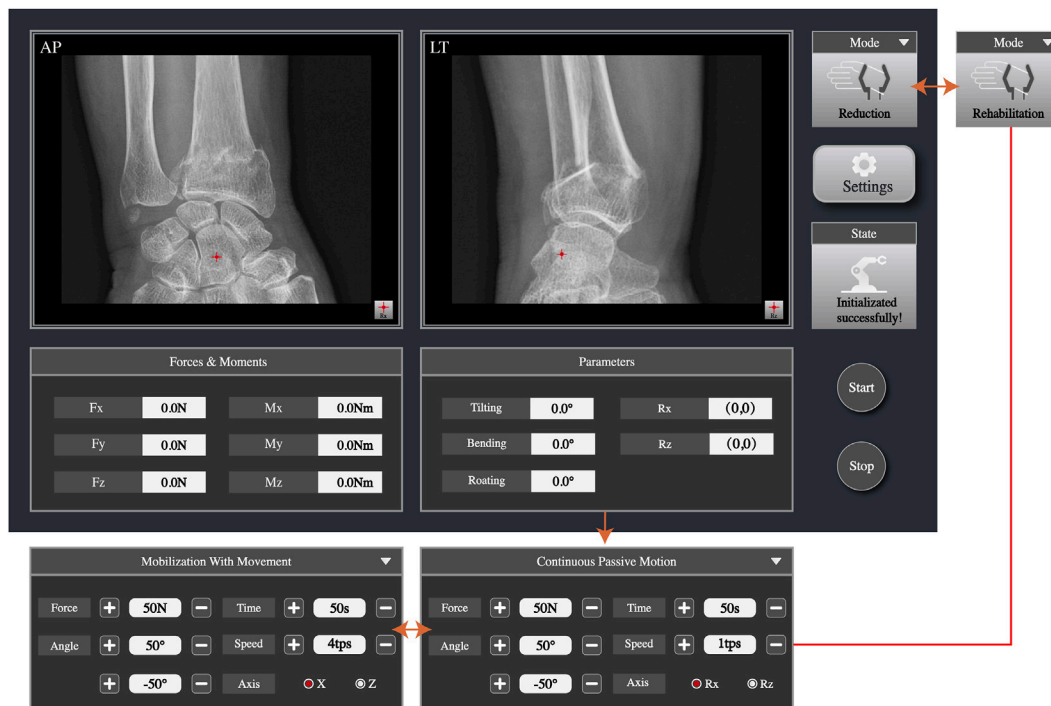 AP
LT
Mode
Reduction
Mode
Rehabilitation
Settings
State
Initializated
successfully!
Rx
Rz
Start
Stop
Forces & Moments
Fx 0.0N Mx 0.0Nm
Fy 0.0N My 0.0Nm
Fz 0.0N Mz 0.0Nm
Parameters
Tilting 0.0° Rx (0,0)
Bending 0.0° Rz (0,0)
Roating 0.0°
Mobilization With Movement
Force + 50N − Time + 50s −
Angle + 50° − Speed + 4tps −
+ -50° − Axis X Z
Continuous Passive Motion
Force + 50N − Time + 50s −
Angle + 50° − Speed + 1tps −
+ -50° − Axis Rx Rz